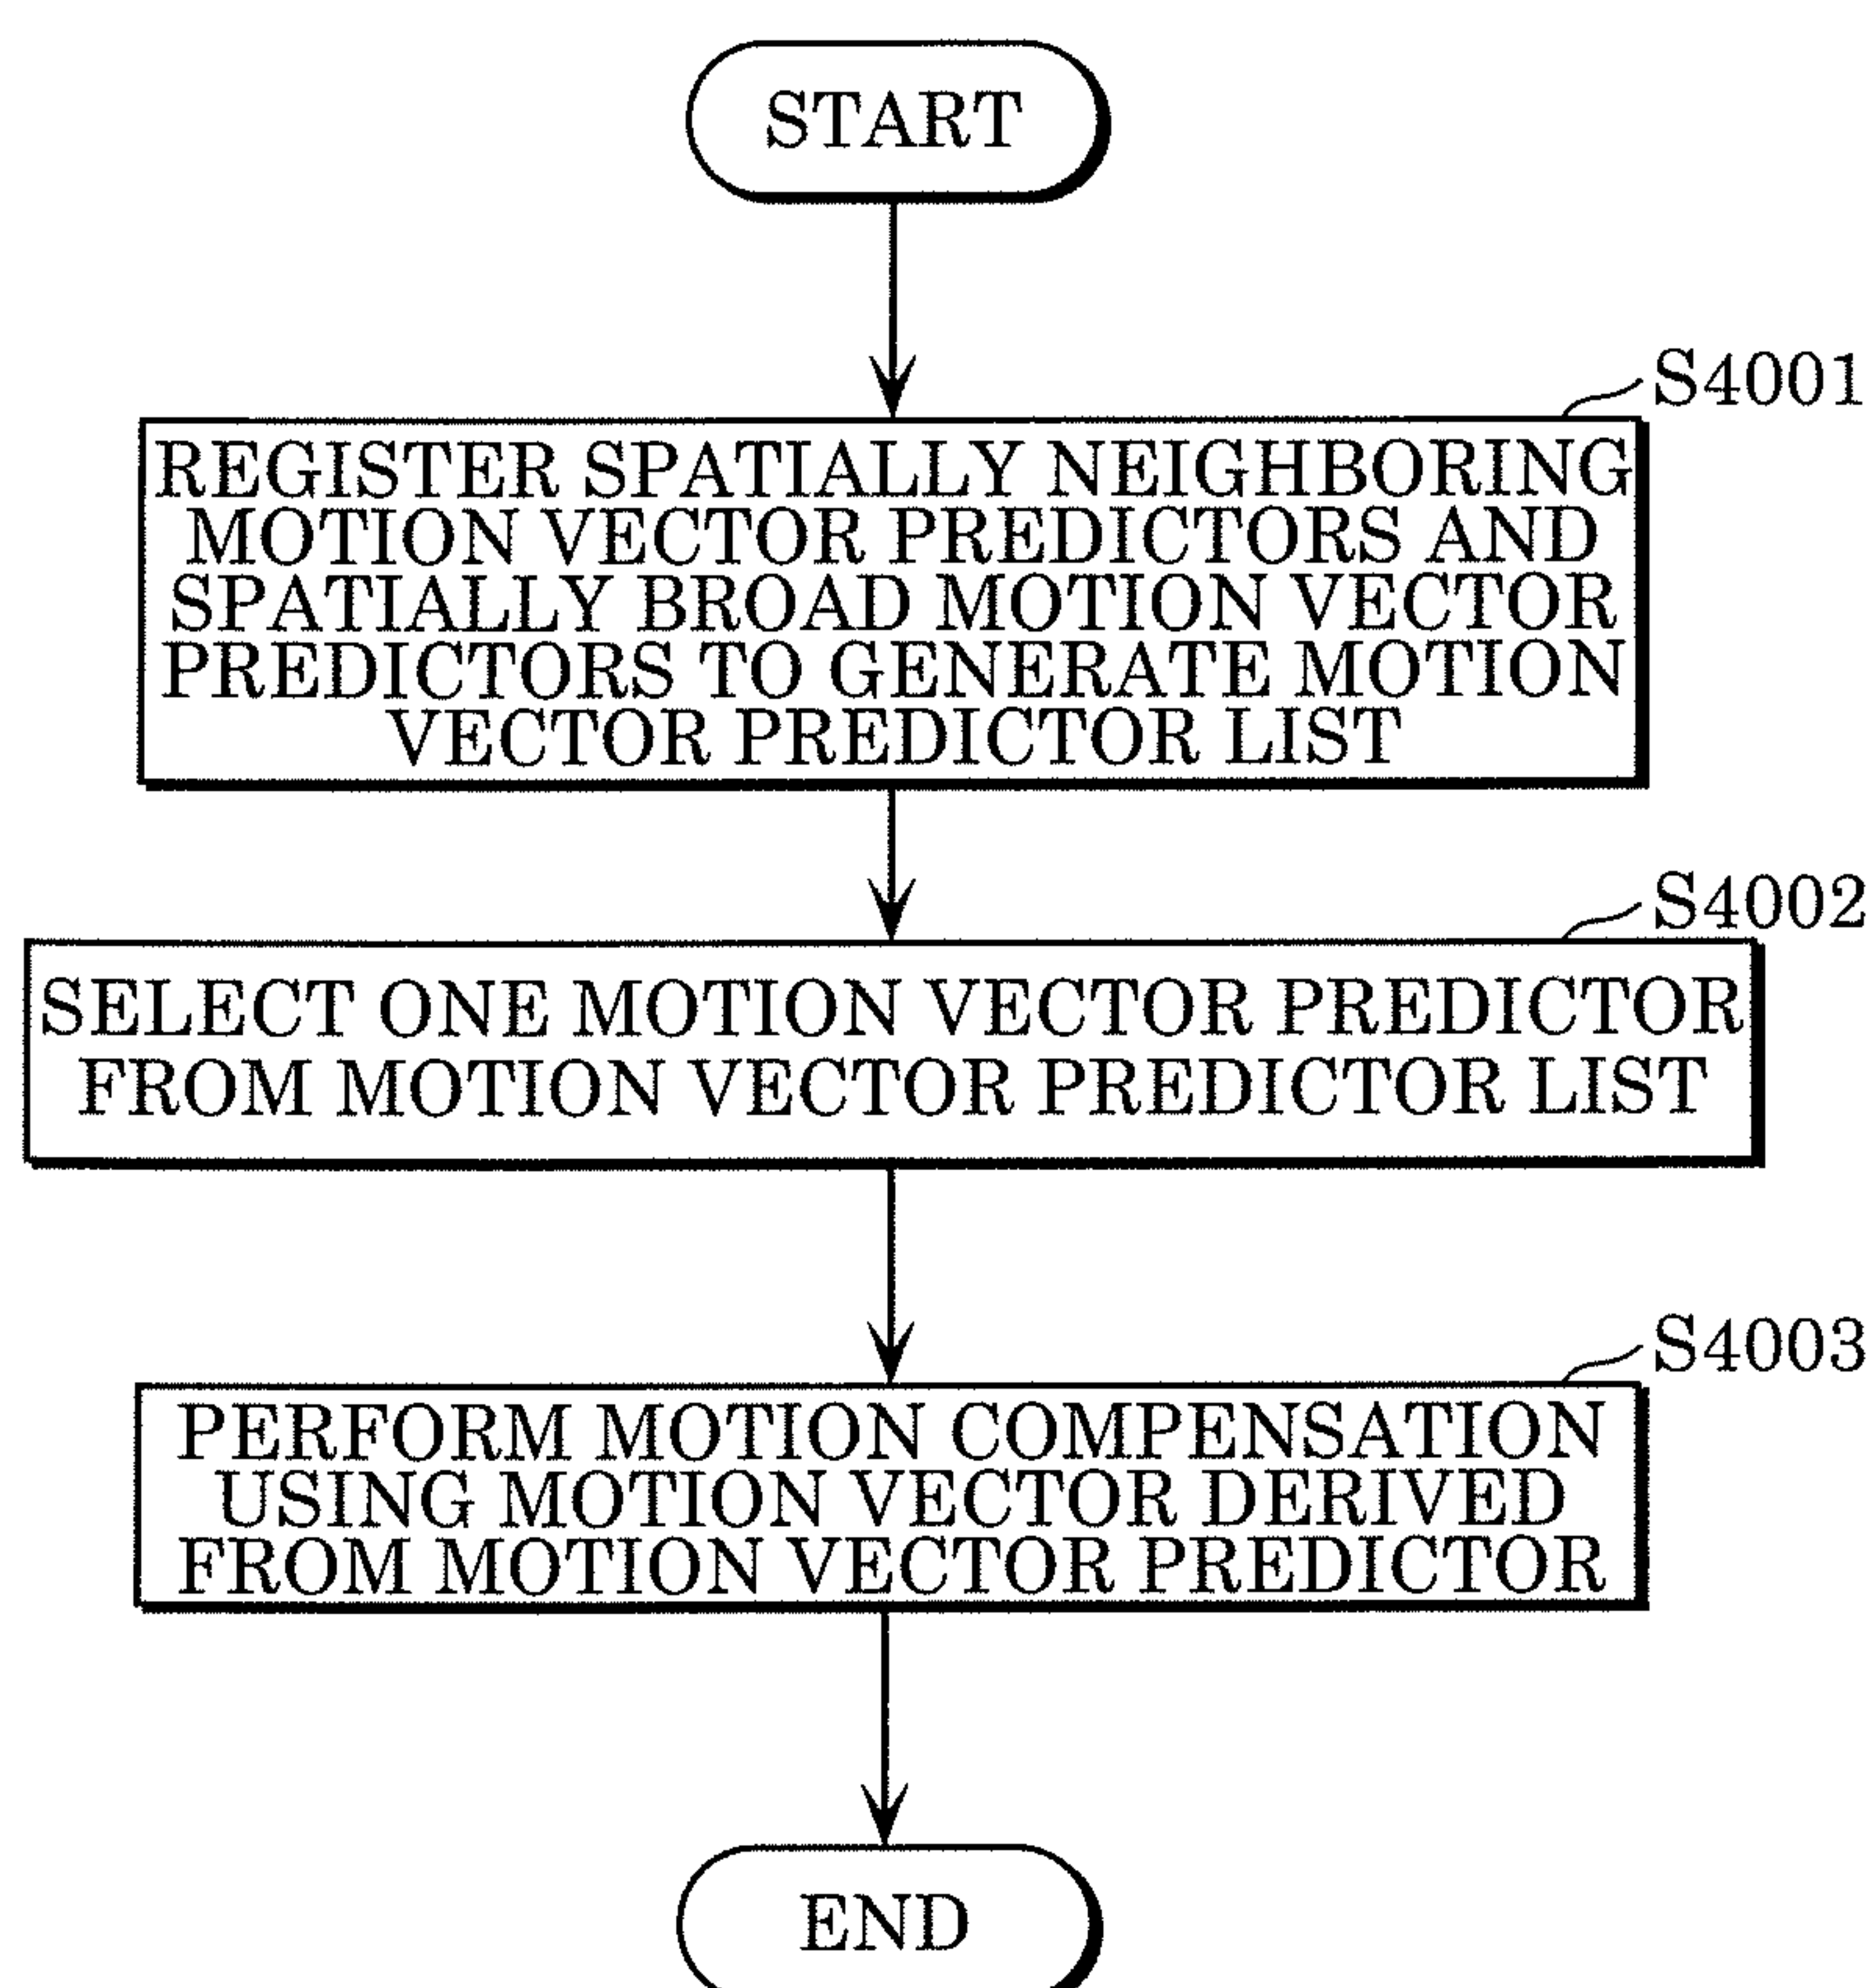 START
S4001
REGISTER SPATIALLY NEIGHBORING
MOTION VECTOR PREDICTORS AND
SPATIALLY BROAD MOTION VECTOR
PREDICTORS TO GENERATE MOTION
VECTOR PREDICTOR LIST
S4002
SELECT ONE MOTION VECTOR PREDICTOR
FROM MOTION VECTOR PREDICTOR LIST
S4003
PERFORM MOTION COMPENSATION
USING MOTION VECTOR DERIVED
FROM MOTION VECTOR PREDICTOR
END